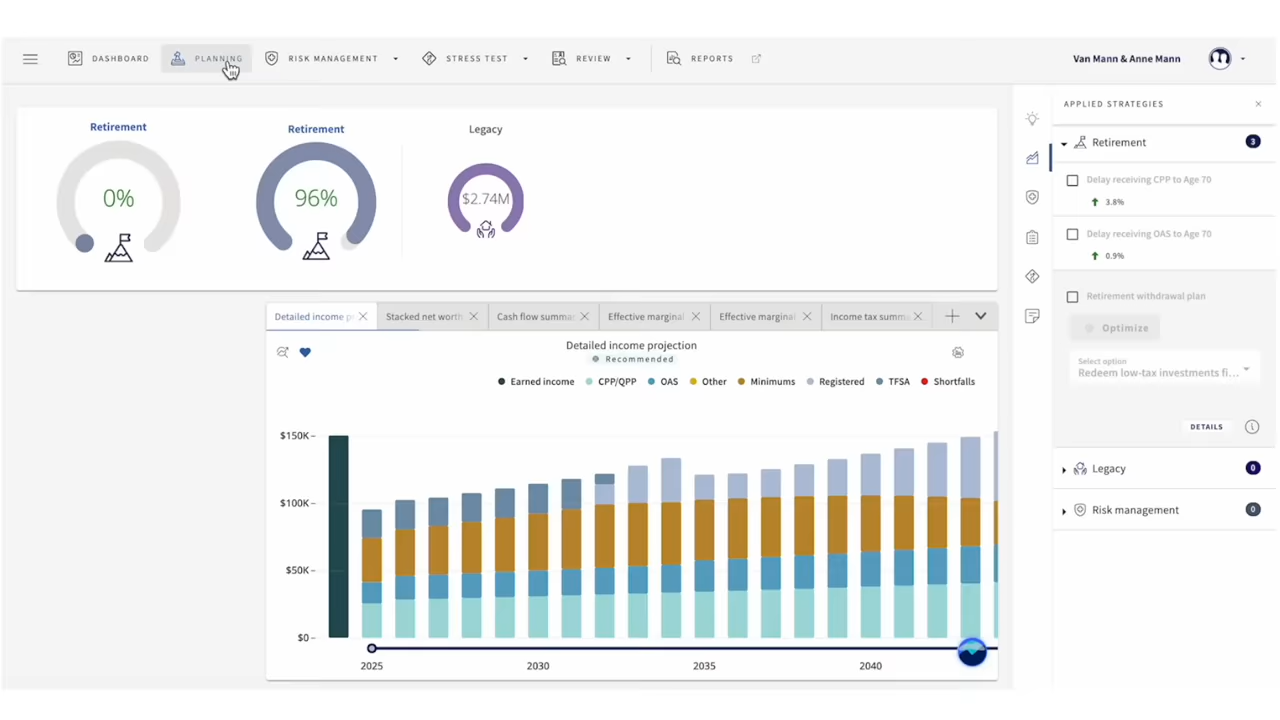 DASHBOARD
PLANNING
RISK MANAGEMENT
STRESS TEST
REVIEW
REPORTS
Van Mann & Anne Mann
Retirement
0%
Retirement
96%
Legacy
$2.74M
Detailed income p
Stacked net worth
Cash flow summa
Effective marginal
Effective marginal
Income tax summ
Detailed income projection
Recommended
Earned income
CPP/QPP
OAS
Other
Minimums
Registered
TFSA
Shortfalls
$150K
$100K
$50K
$0
2025
2030
2035
2040
APPLIED STRATEGIES
Retirement
3
Delay receiving CPP to Age 70
3.8%
Delay receiving OAS to Age 70
0.9%
Retirement withdrawal plan
Optimize
Select option
Redeem low-tax investments fi...
DETAILS
Legacy
0
Risk management
0